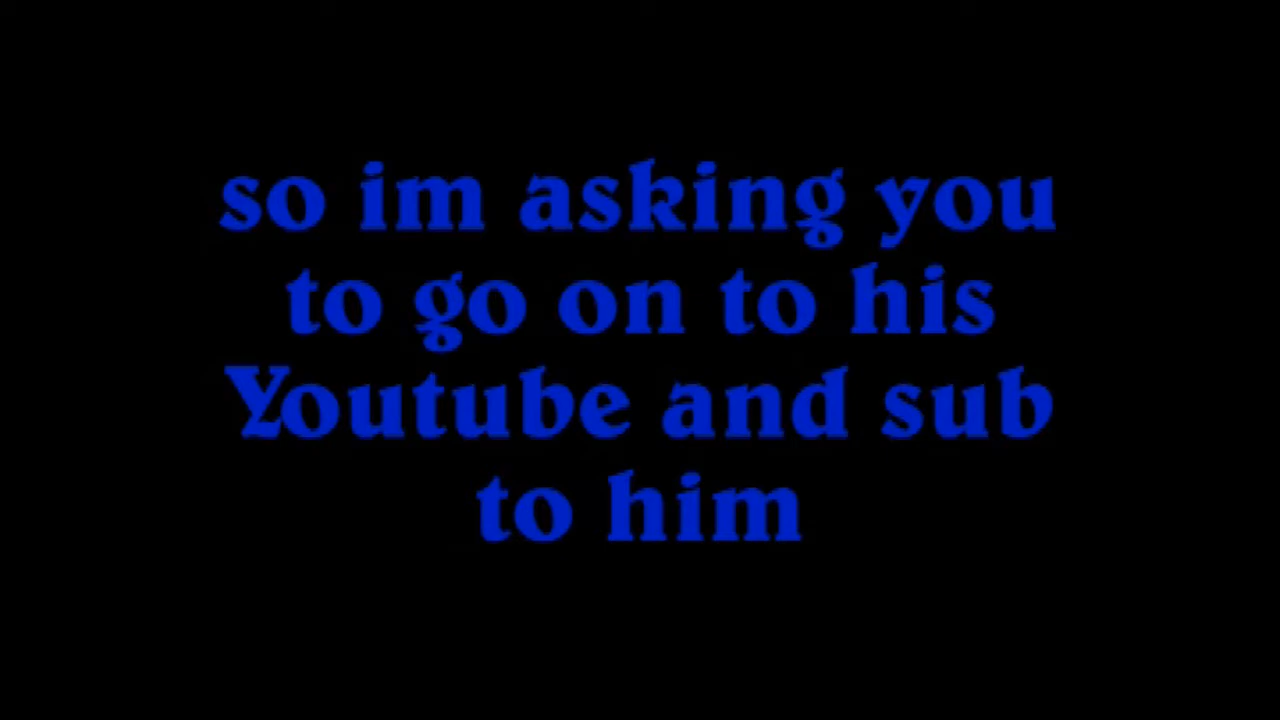 so im asking you
to go on to his
Youtube and sub
to him